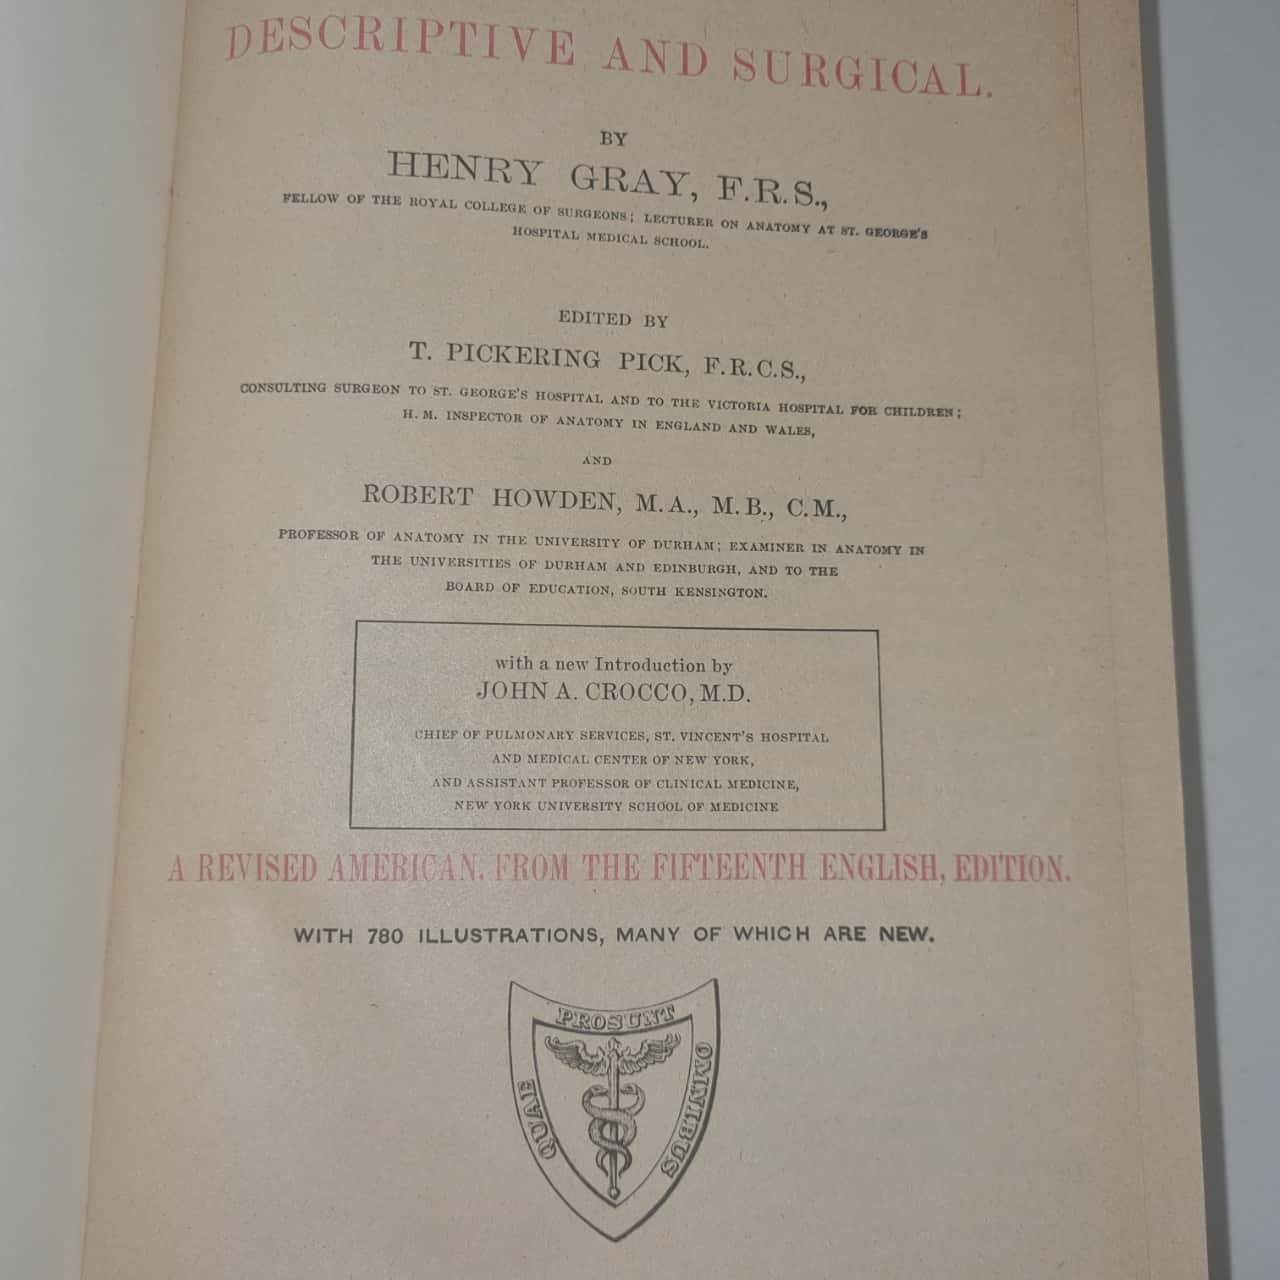 DESCRIPTIVE AND SURGICAL.
BY
HENRY GRAY, F.R.S.,
FELLOW OF THE ROYAL COLLEGE OF SURGEONS; LECTURER ON ANATOMY AT ST. GEORGE'S
HOSPITAL MEDICAL SCHOOL.
EDITED BY
T. PICKERING PICK, F.R.C.S.,
CONSULTING SURGEON TO ST. GEORGE'S HOSPITAL AND TO THE VICTORIA HOSPITAL FOR CHILDREN;
H. M. INSPECTOR OF ANATOMY IN ENGLAND AND WALES,
AND
ROBERT HOWDEN, M.A., M.B., C.M.,
PROFESSOR OF ANATOMY IN THE UNIVERSITY OF DURHAM; EXAMINER IN ANATOMY IN
THE UNIVERSITIES OF DURHAM AND EDINBURGH, AND TO THE
BOARD OF EDUCATION, SOUTH KENSINGTON.
with a new Introduction by
JOHN A. CROCCO, M.D.
CHIEF OF PULMONARY SERVICES, ST. VINCENT'S HOSPITAL
AND MEDICAL CENTER OF NEW YORK,
AND ASSISTANT PROFESSOR OF CLINICAL MEDICINE,
NEW YORK UNIVERSITY SCHOOL OF MEDICINE
A REVISED AMERICAN, FROM THE FIFTEENTH ENGLISH, EDITION.
WITH 780 ILLUSTRATIONS, MANY OF WHICH ARE NEW.
QUAE
PROSUNT
OMNIBUS